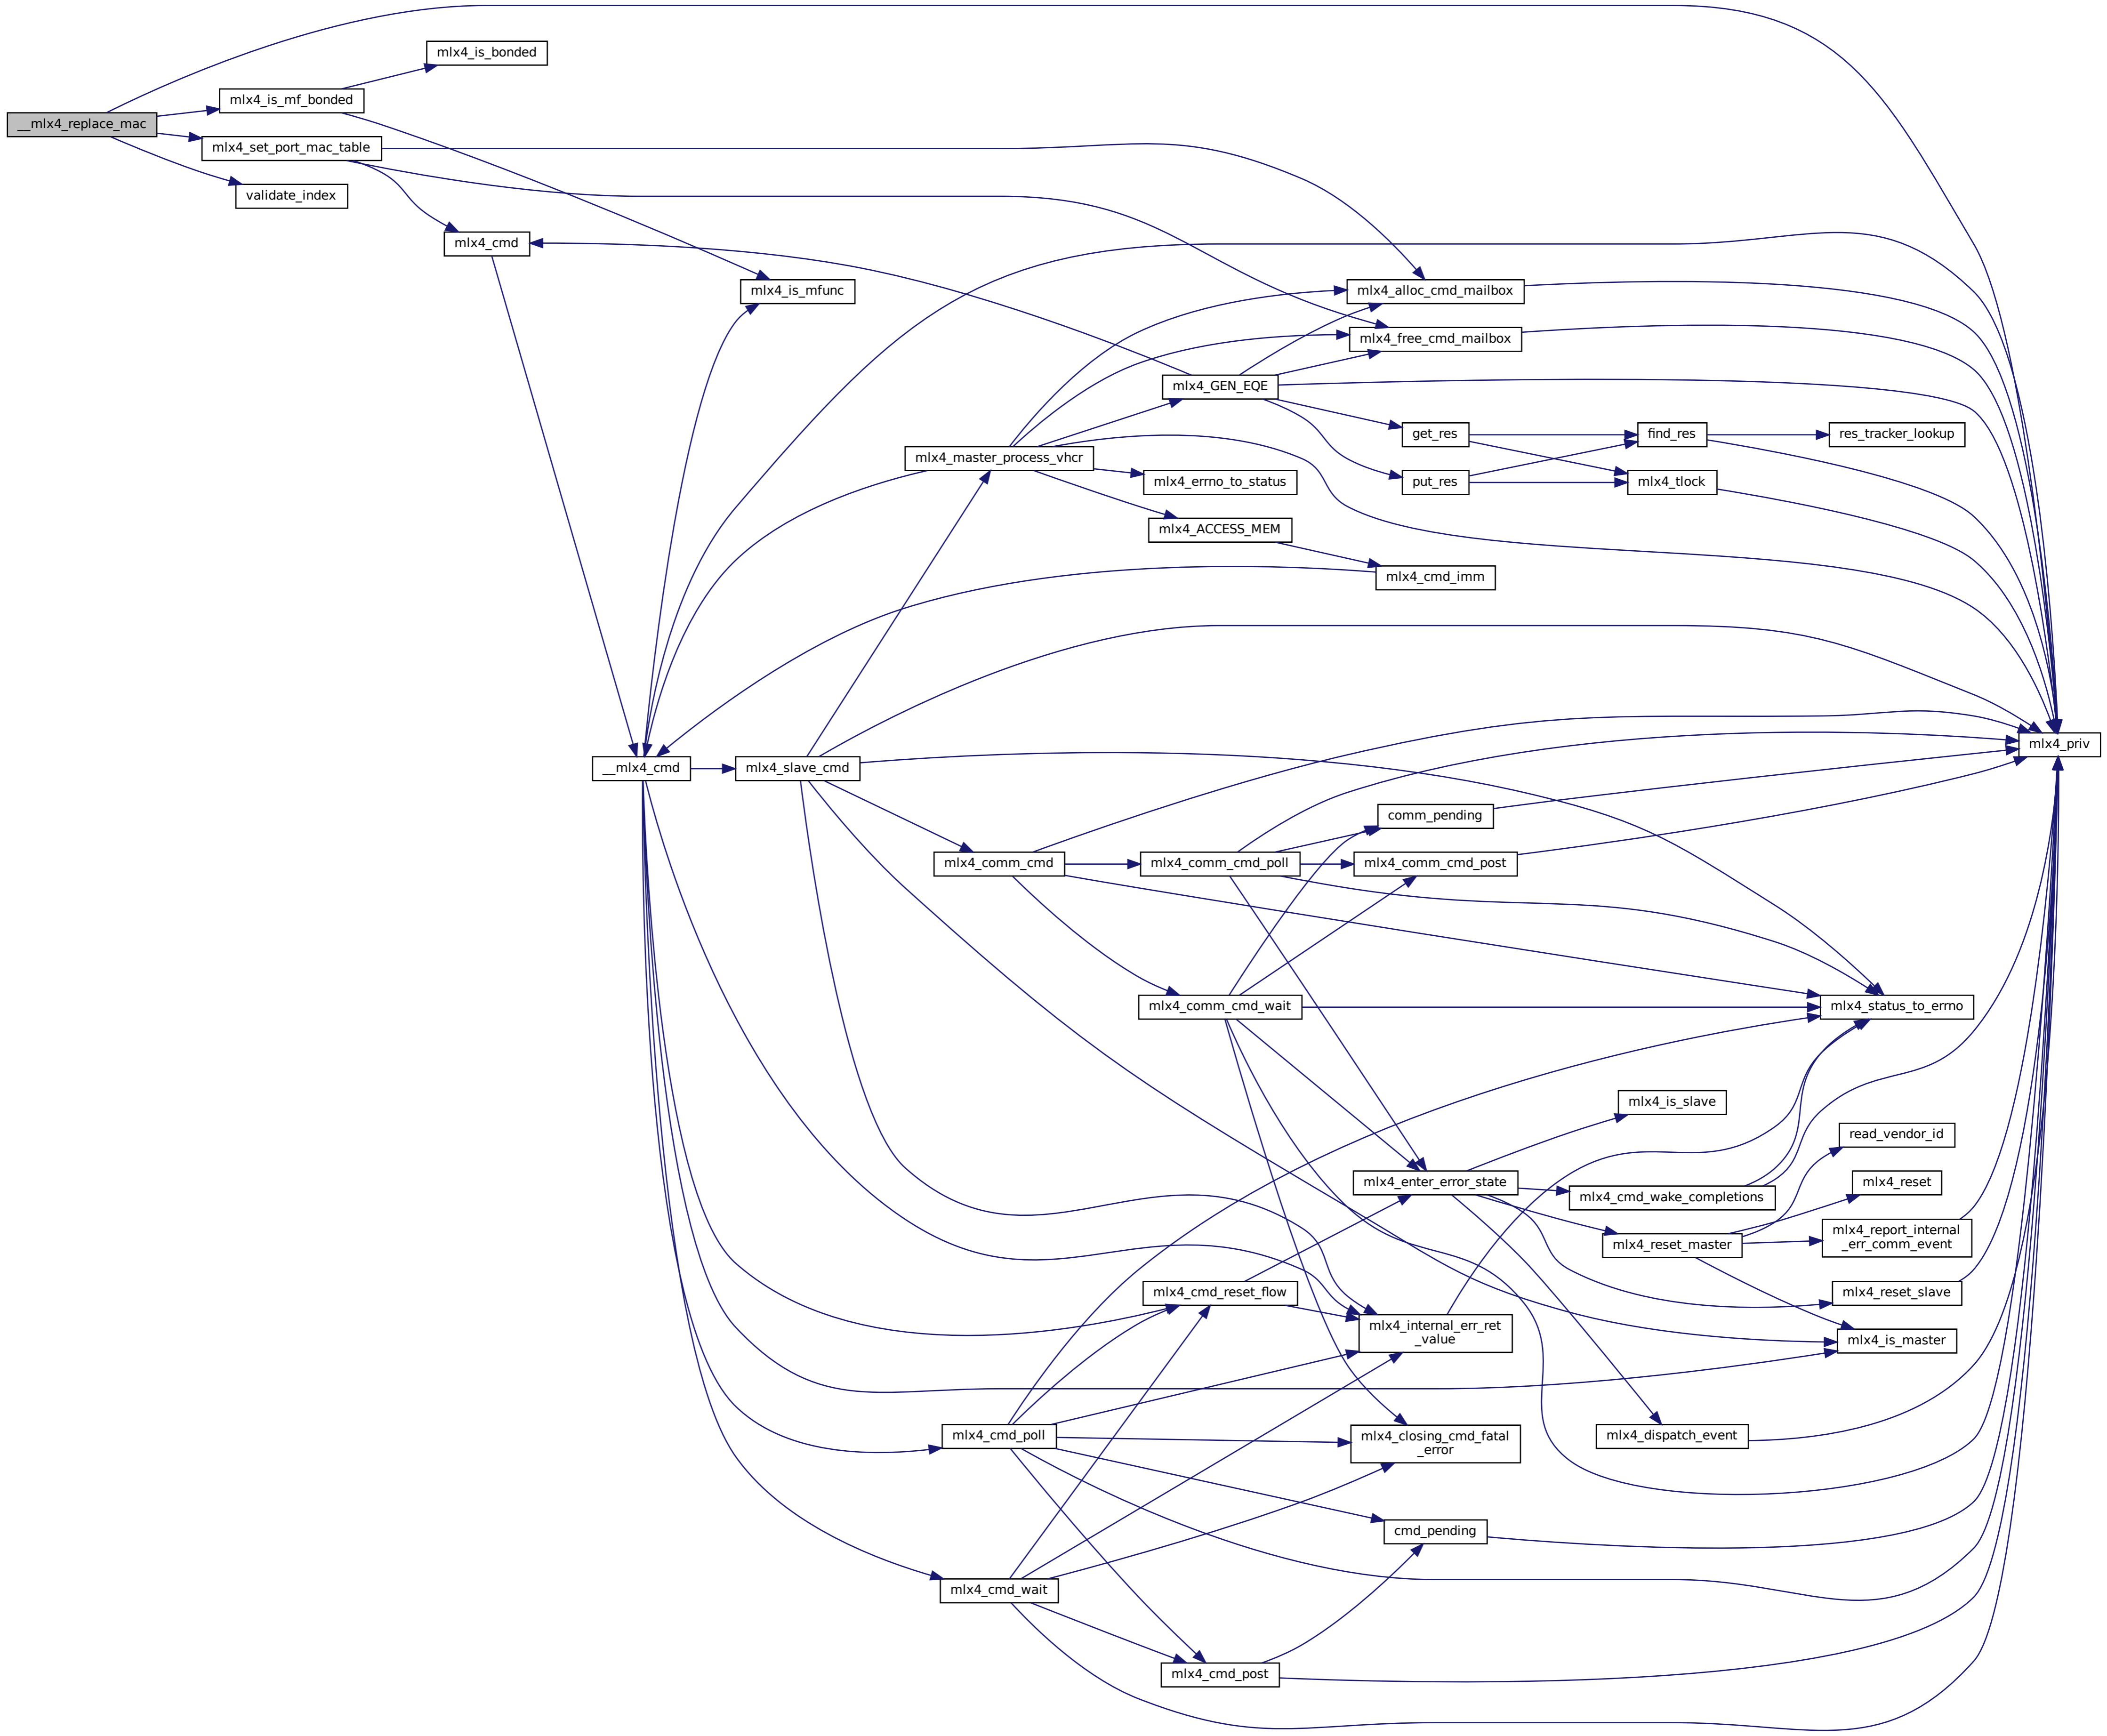 mlx4_is_bonded
mlx4_is_mf_bonded
__mlx4_replace_mac
mlx4_set_port_mac_table
validate_index
mlx4_cmd
mlx4_is_mfunc
mlx4_alloc_cmd_mailbox
mlx4_free_cmd_mailbox
mlx4_GEN_EQE
get_res
find_res
res_tracker_lookup
mlx4_master_process_vhcr
mlx4_errno_to_status
put_res
mlx4_tlock
mlx4_ACCESS_MEM
mlx4_cmd_imm
mlx4_priv
__mlx4_cmd
mlx4_slave_cmd
comm_pending
mlx4_comm_cmd
mlx4_comm_cmd_poll
mlx4_comm_cmd_post
mlx4_comm_cmd_wait
mlx4_status_to_errno
mlx4_is_slave
read_vendor_id
mlx4_enter_error_state
mlx4_cmd_wake_completions
mlx4_reset
mlx4_reset_master
mlx4_report_internal
_err_comm_event
mlx4_cmd_reset_flow
mlx4_reset_slave
mlx4_internal_err_ret
_value
mlx4_is_master
mlx4_cmd_poll
mlx4_closing_cmd_fatal
_error
mlx4_dispatch_event
cmd_pending
mlx4_cmd_wait
mlx4_cmd_post